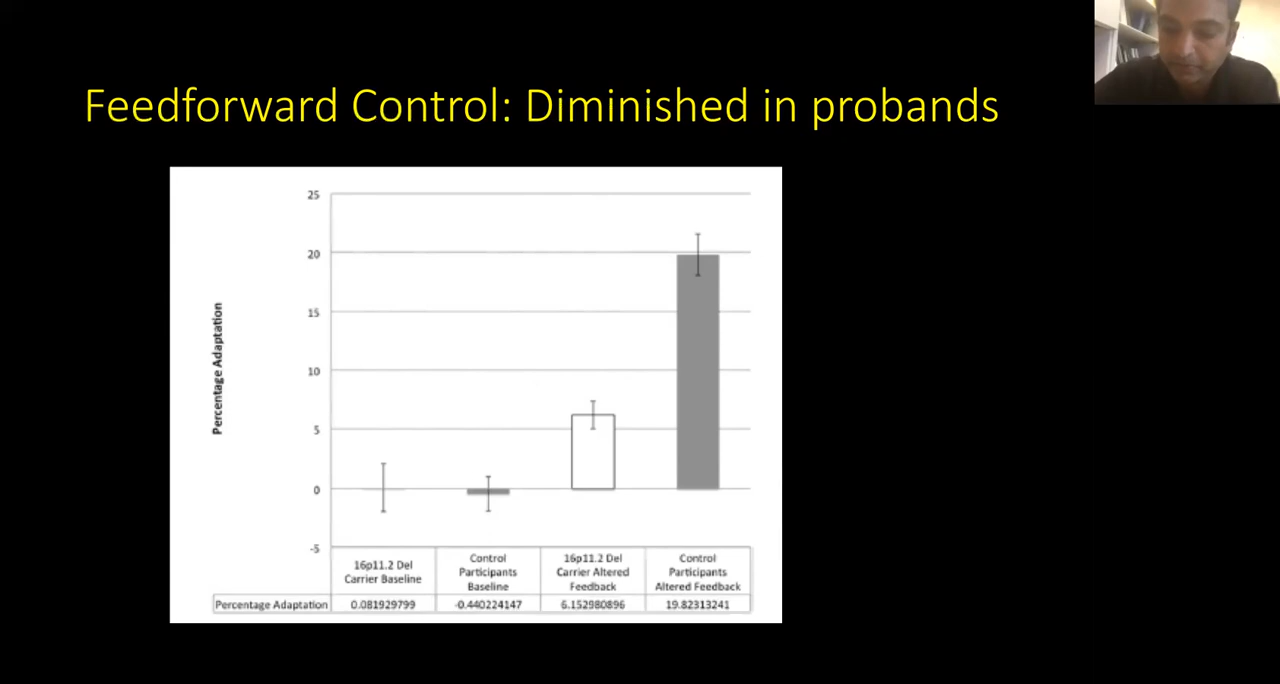 Feedforward Control: Diminished in probands
25
20
15
10
5
0
-5
Percentage Adaptation
16p11.2 Del
Carrier Baseline
Control
Participants
Baseline
16p11.2 Del
Carrier Altered
Feedback
Control
Participants
Altered Feedback
Percentage Adaptation 0.081929799 -0.440224147 6.152980896 19.82313241